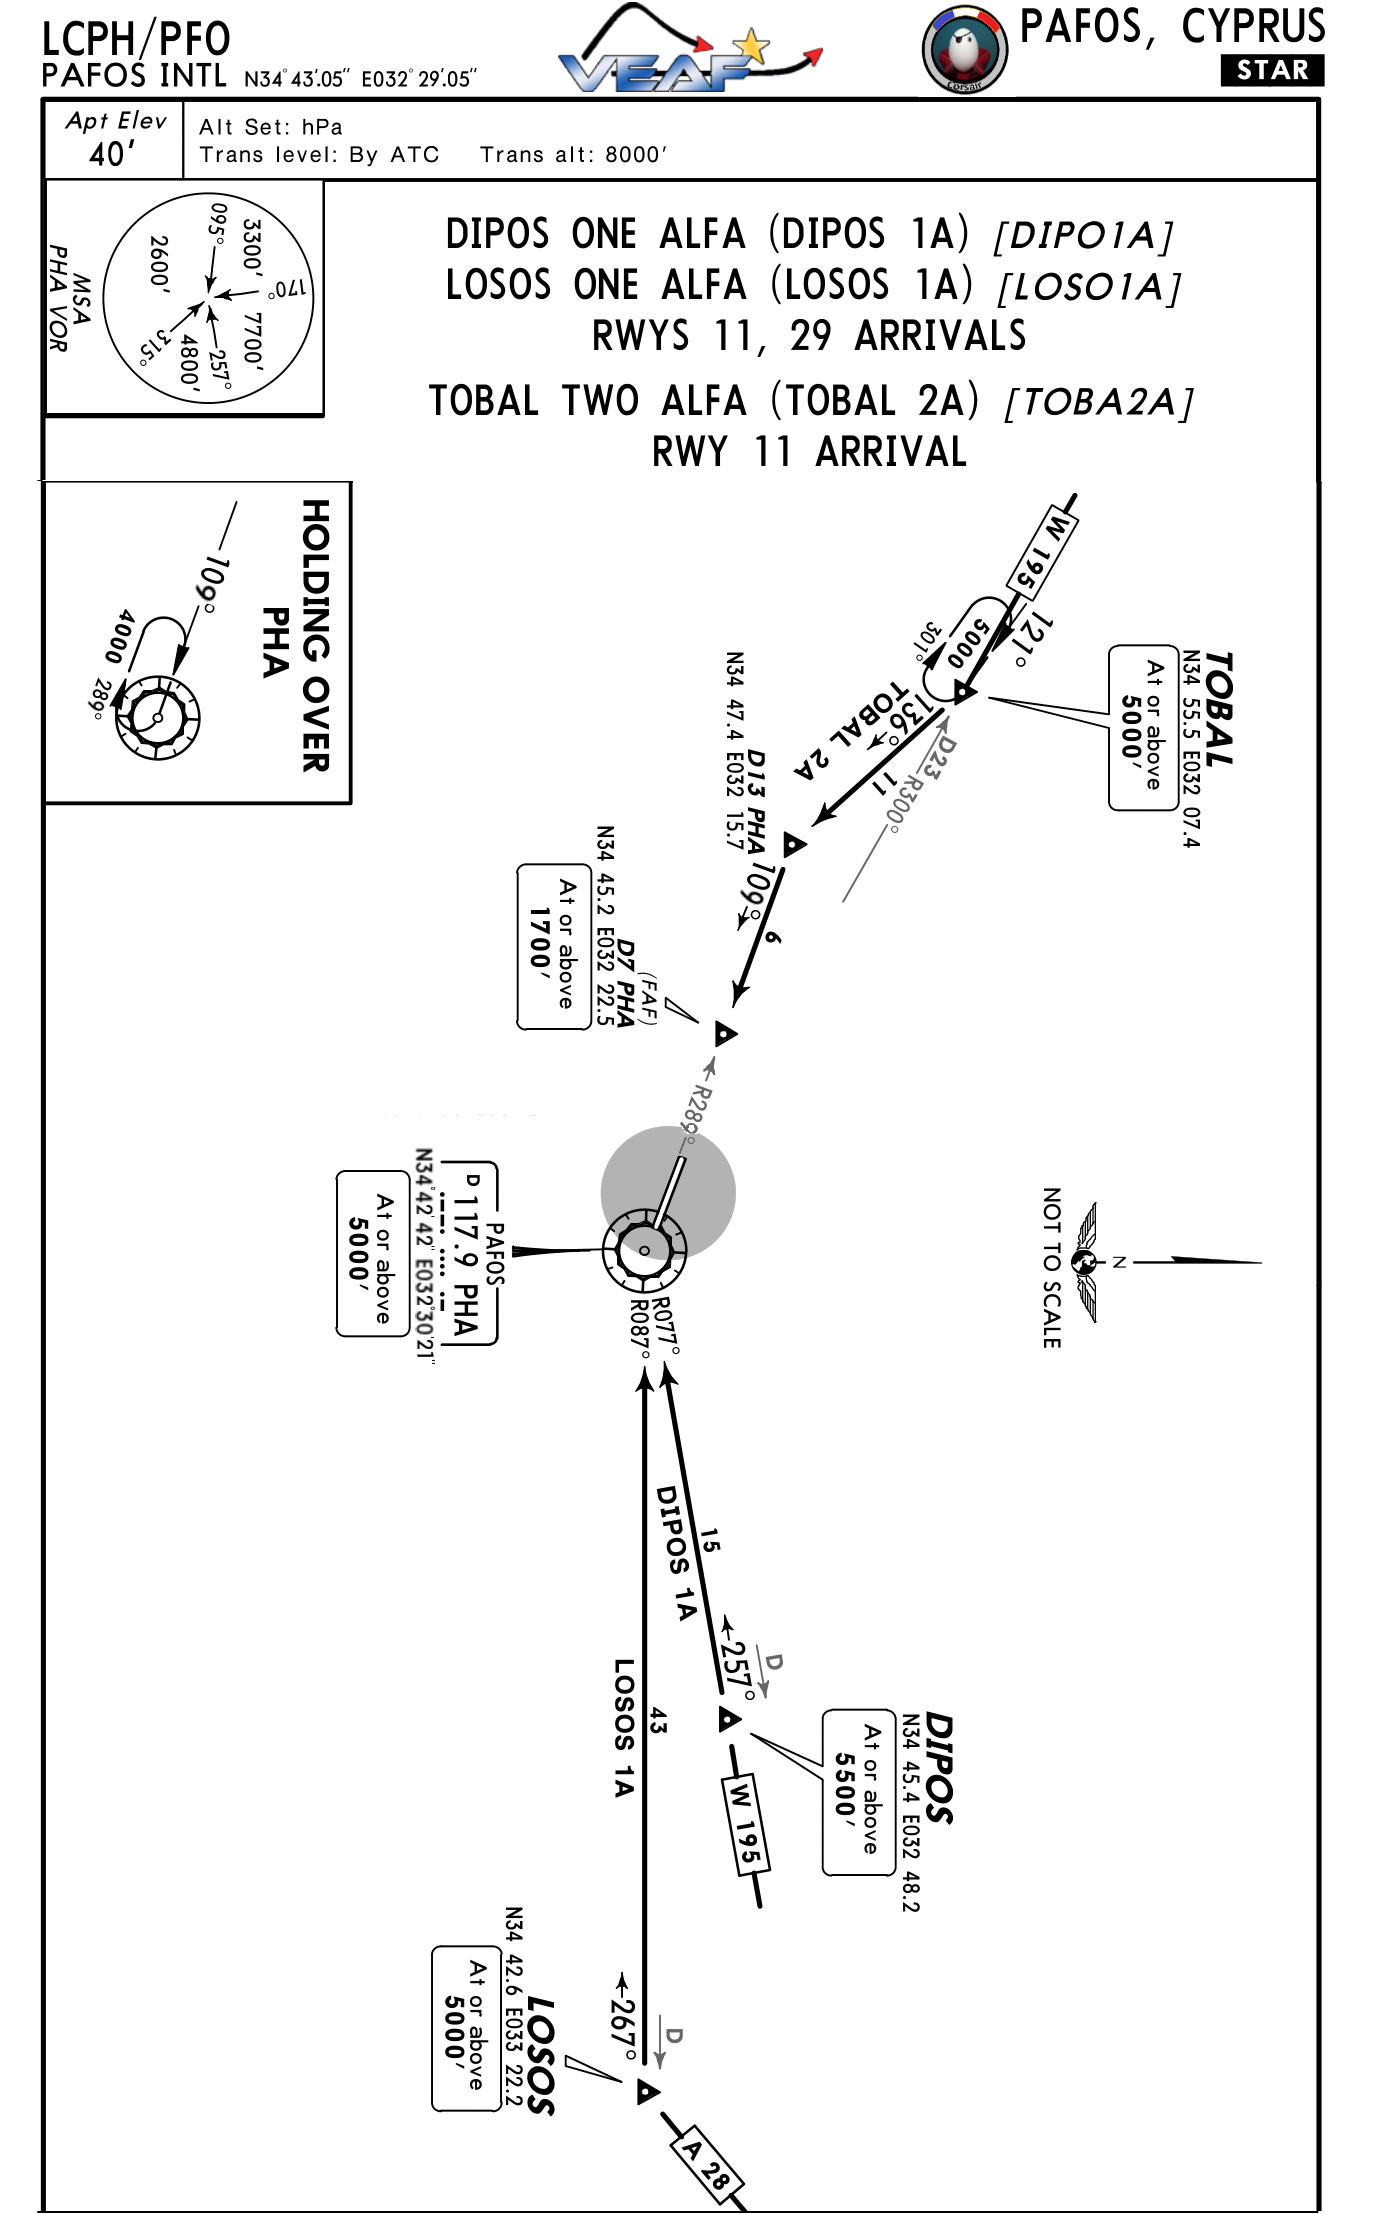 LCPH/PFO
PAFOS INTL N34°43'.05" E032°29'.05"
VEAF
corsair
PAFOS, CYPRUS
STAR
Apt Elev
40'
Alt Set: hPa
Trans level: By ATC Trans alt: 8000'
MSA
PHA VOR
095°
3300'
170°
2600'
7700'
315°
4800'
257°
DIPOS ONE ALFA (DIPOS 1A) [DIPO1A]
LOSOS ONE ALFA (LOSOS 1A) [LOSO1A]
RWYS 11, 29 ARRIVALS
TOBAL TWO ALFA (TOBAL 2A) [TOBA2A]
RWY 11 ARRIVAL
HOLDING OVER
PHA
109°
4000
289°
W 195
121°
5000
301°
TOBAL
N34 55.5 E032 07.4
At or above
5000'
136°
TOBAL 2A
11
D23
R300°
D13 PHA
N34 47.4 E032 15.7
109°
6
(FAF)
D7 PHA
N34 45.2 E032 22.5
At or above
1700'
R289°
PAFOS
D 117.9 PHA
N34°42'42" E032°30'21"
At or above
5000'
N
NOT TO SCALE
R077°
R087°
15
DIPOS 1A
257°
D
DIPOS
N34 45.4 E032 48.2
At or above
5500'
W 195
43
LOSOS 1A
267°
D
LOSOS
N34 42.6 E033 22.2
At or above
5000'
A 28